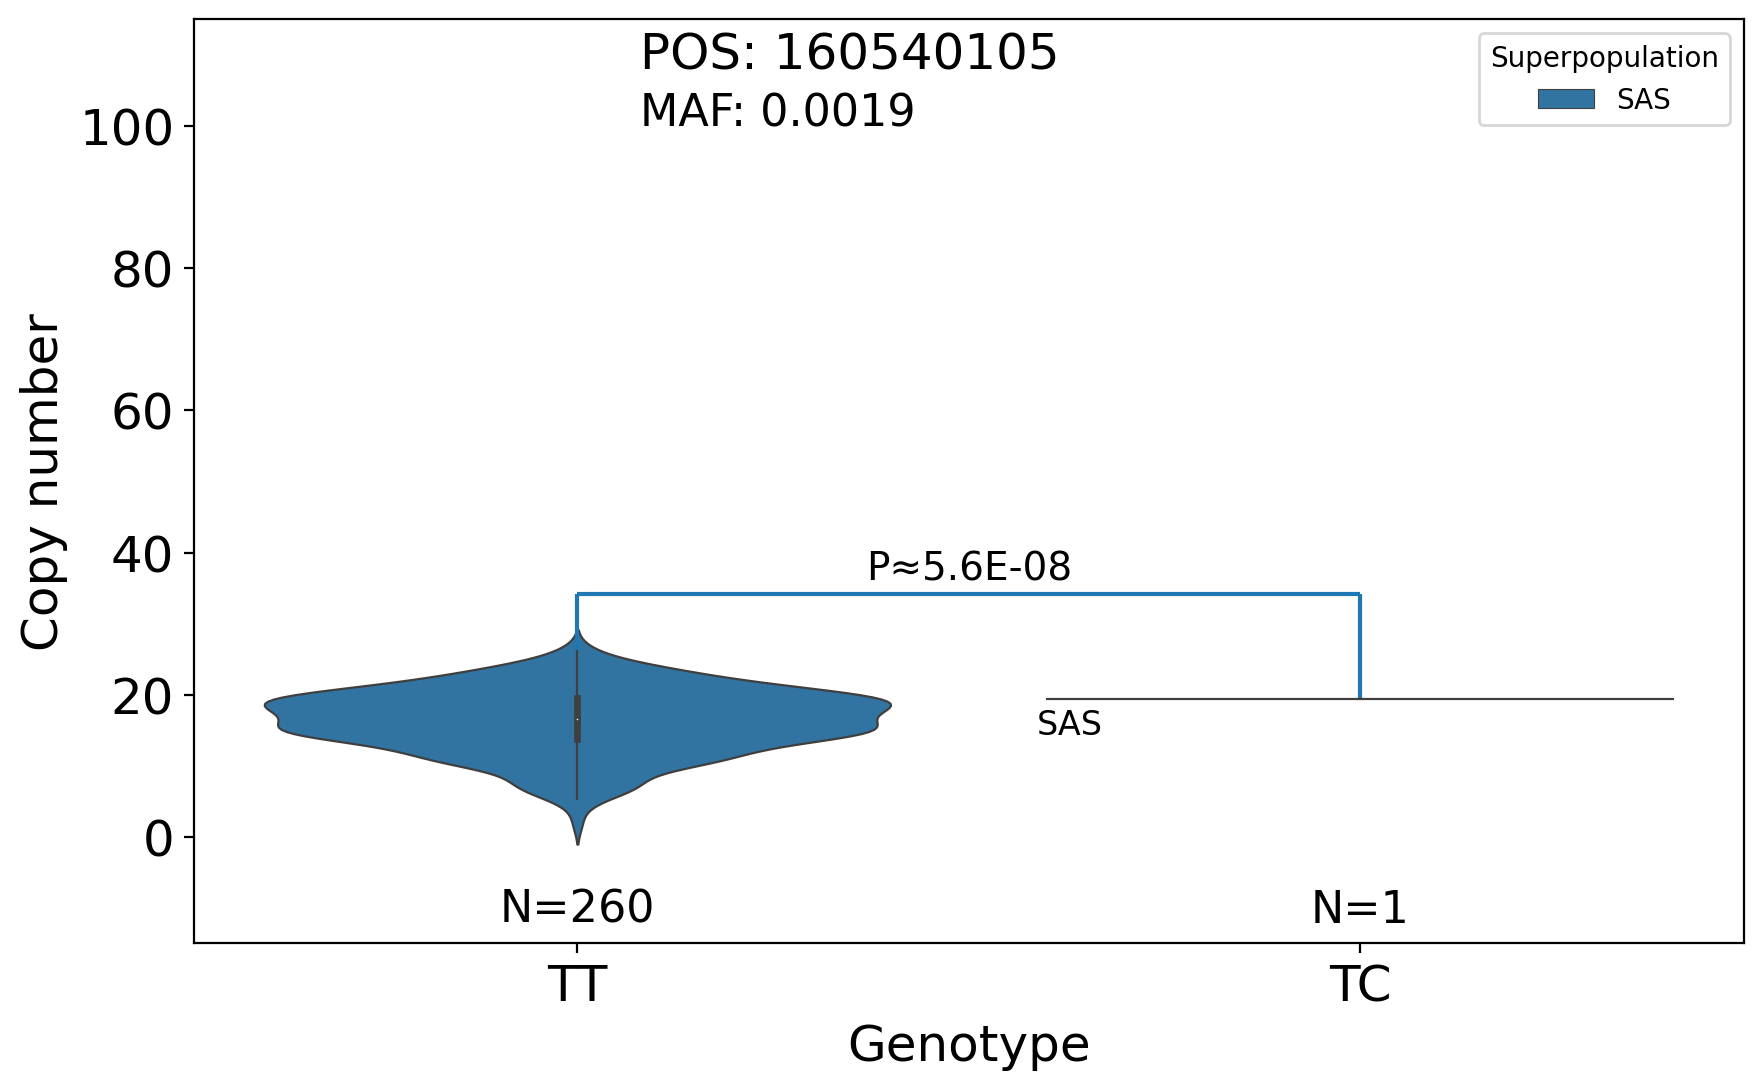 POS: 160540105
MAF: 0.0019
Superpopulation
SAS
100
80
60
40
20
0
Copy number
P≈5.6E-08
SAS
N=260
N=1
TT
TC
Genotype